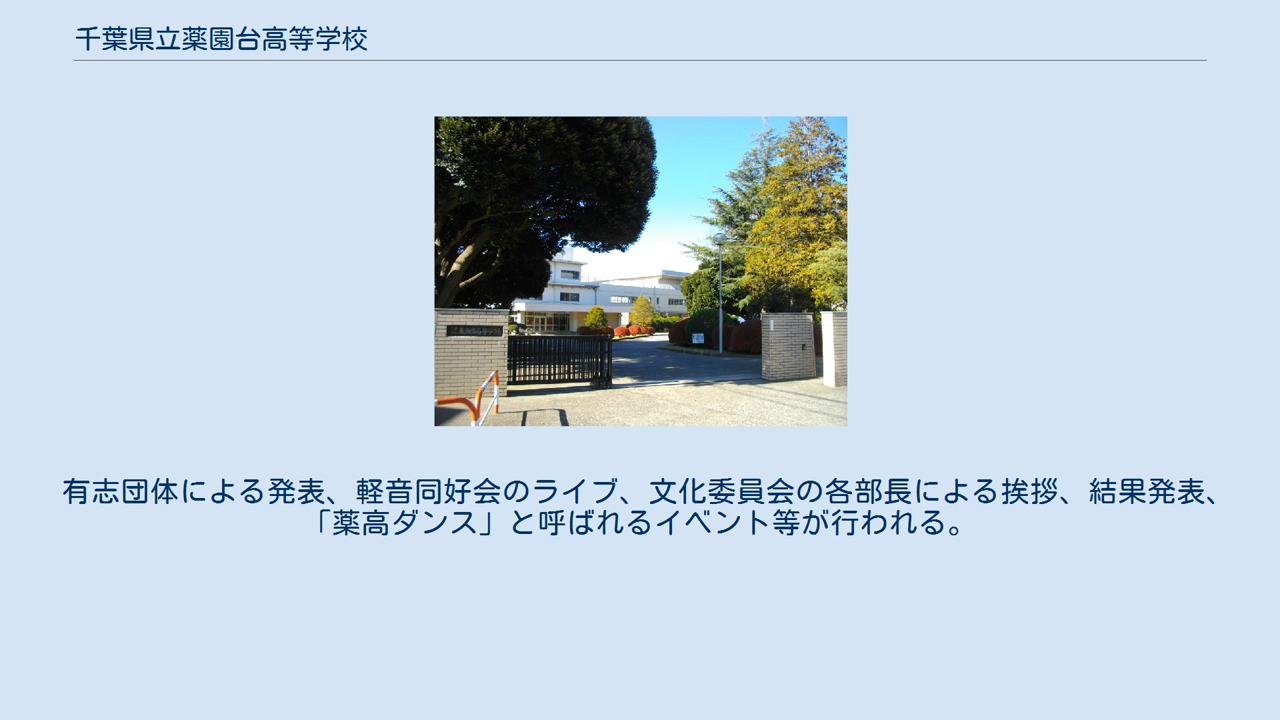 千葉県立薬園台高等学校
有志団体による発表、軽音同好会のライブ、文化委員会の各部長による挨拶、結果発表、
「薬高ダンス」と呼ばれるイベント等が行われる。